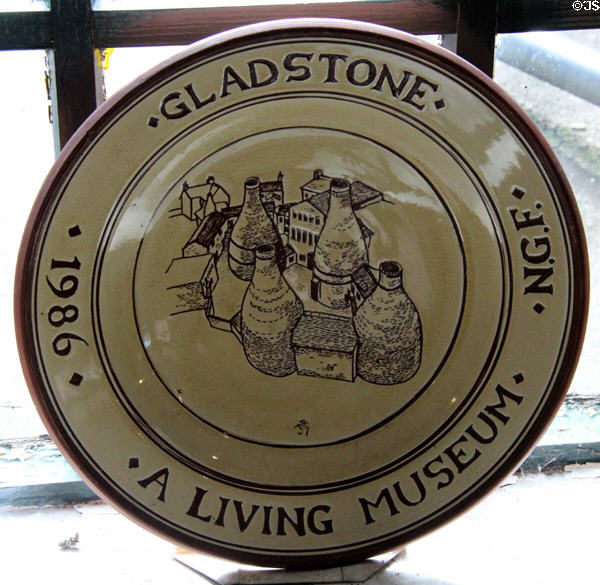 © JS
· GLADSTONE ·
· N.G.F. ·
· A LIVING MUSEUM ·
· 1986 ·